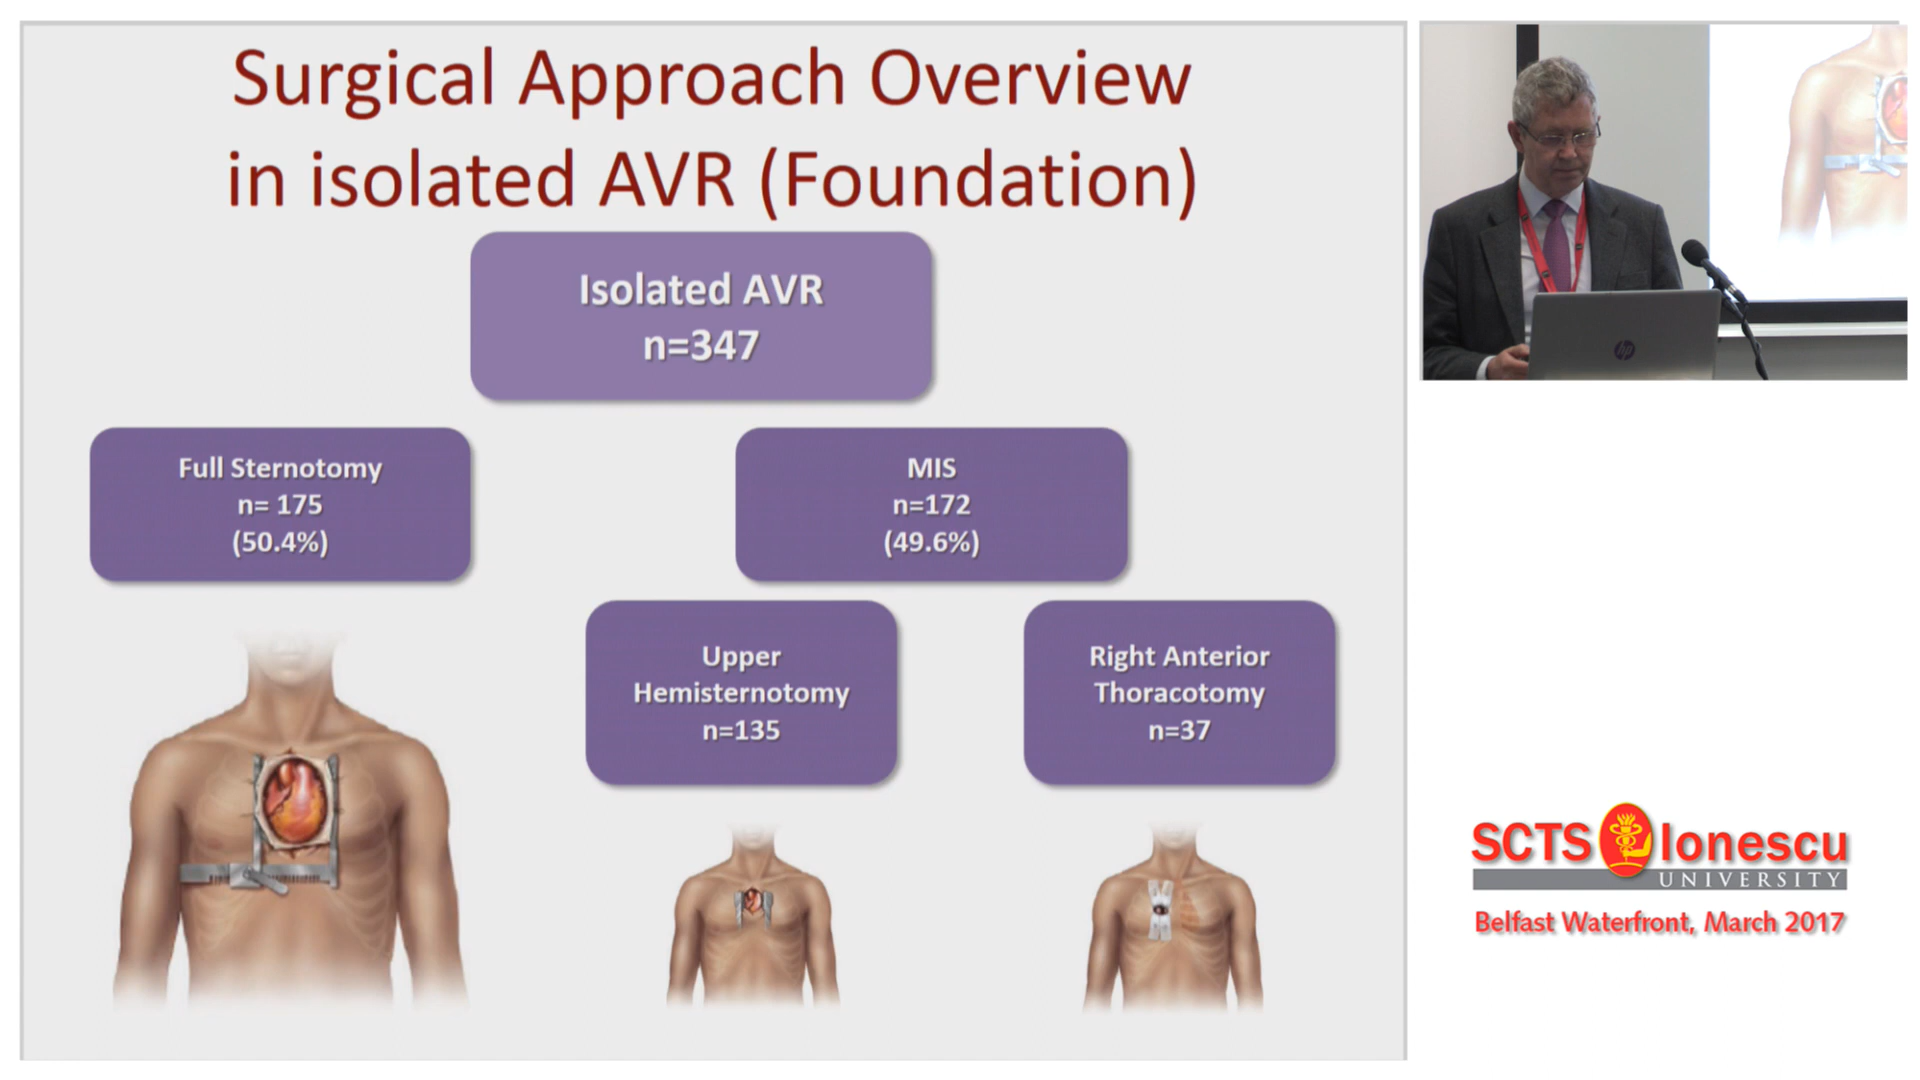 Surgical Approach Overview
in isolated AVR (Foundation)
Isolated AVR
n=347
Full Sternotomy
n= 175
(50.4%)
MIS
n=172
(49.6%)
Upper
Hemisternotomy
n=135
Right Anterior
Thoracotomy
n=37
hp
SCTS Ionescu
UNIVERSITY
Belfast Waterfront, March 2017